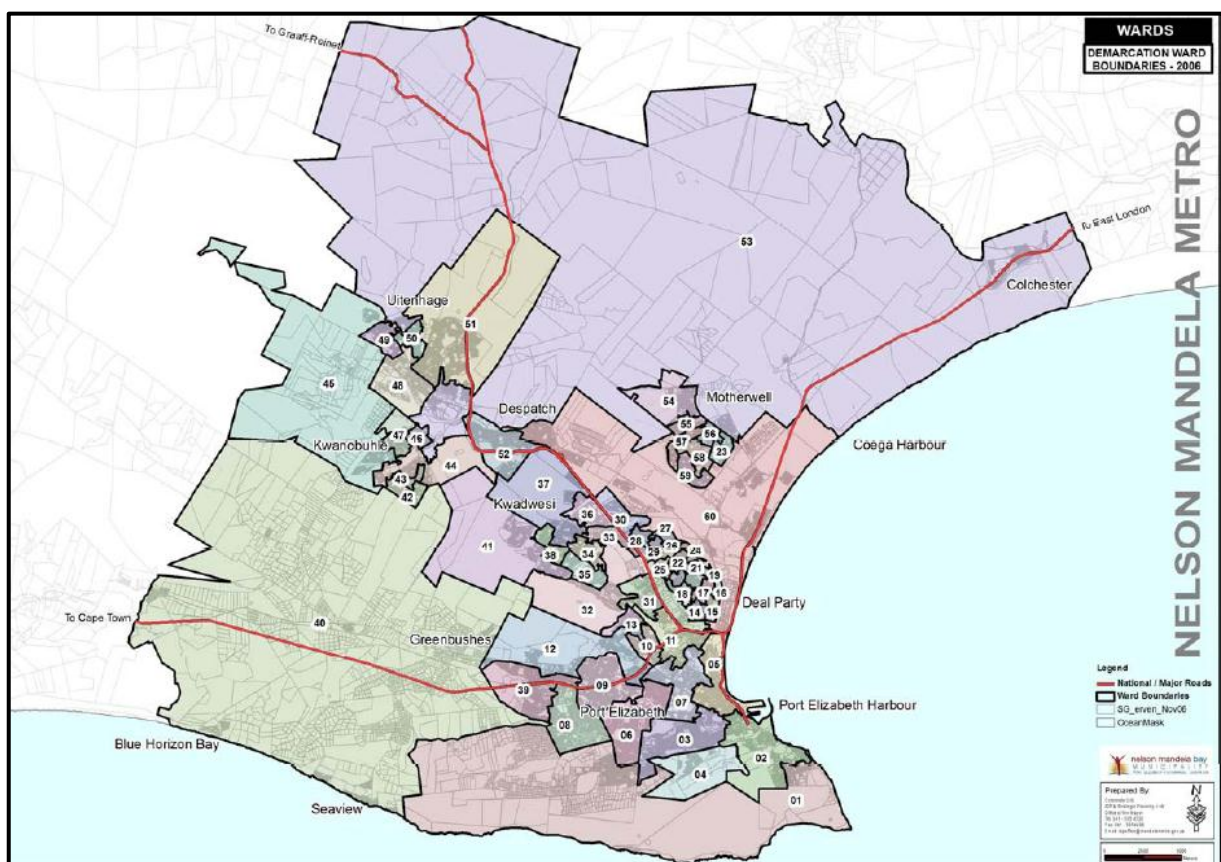 WARDS
DEMARCATION WARD
BOUNDARIES - 2006
NELSON MANDELA METRO
To Graaff-Reinet
To East London
53
Colchester
Uitenhage
51
49
50
45
48
54
Motherwell
Despatch
55
56
57
58
23
59
Coega Harbour
47
46
Kwanobuhle
44
52
43
42
37
Kwadwesi
60
36
30
27
41
33
28
26
24
38
34
29
22
21
25
35
19
18
17
16
Deal Party
31
14
15
32
To Cape Town
40
13
Greenbushes
12
10
11
05
39
09
07
Port Elizabeth Harbour
Port Elizabeth
08
06
03
02
Blue Horizon Bay
04
01
Seaview
Legend
National / Major Roads
Ward Boundaries
SG_erven_Nov06
OceanMask
nelson mandela bay
MUNICIPALITY
Prepared By:
N